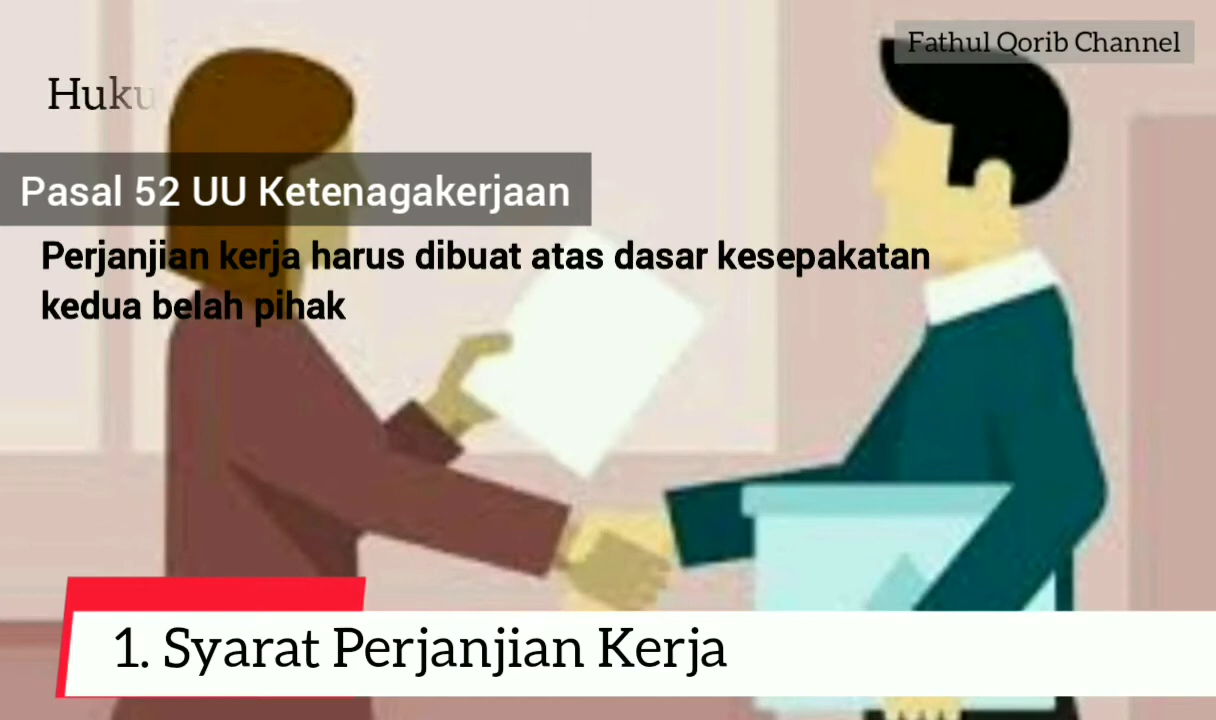 Fathul Qorib Channel
Huku
Pasal 52 UU Ketenagakerjaan
Perjanjian kerja harus dibuat atas dasar kesepakatan
kedua belah pihak
1. Syarat Perjanjian Kerja